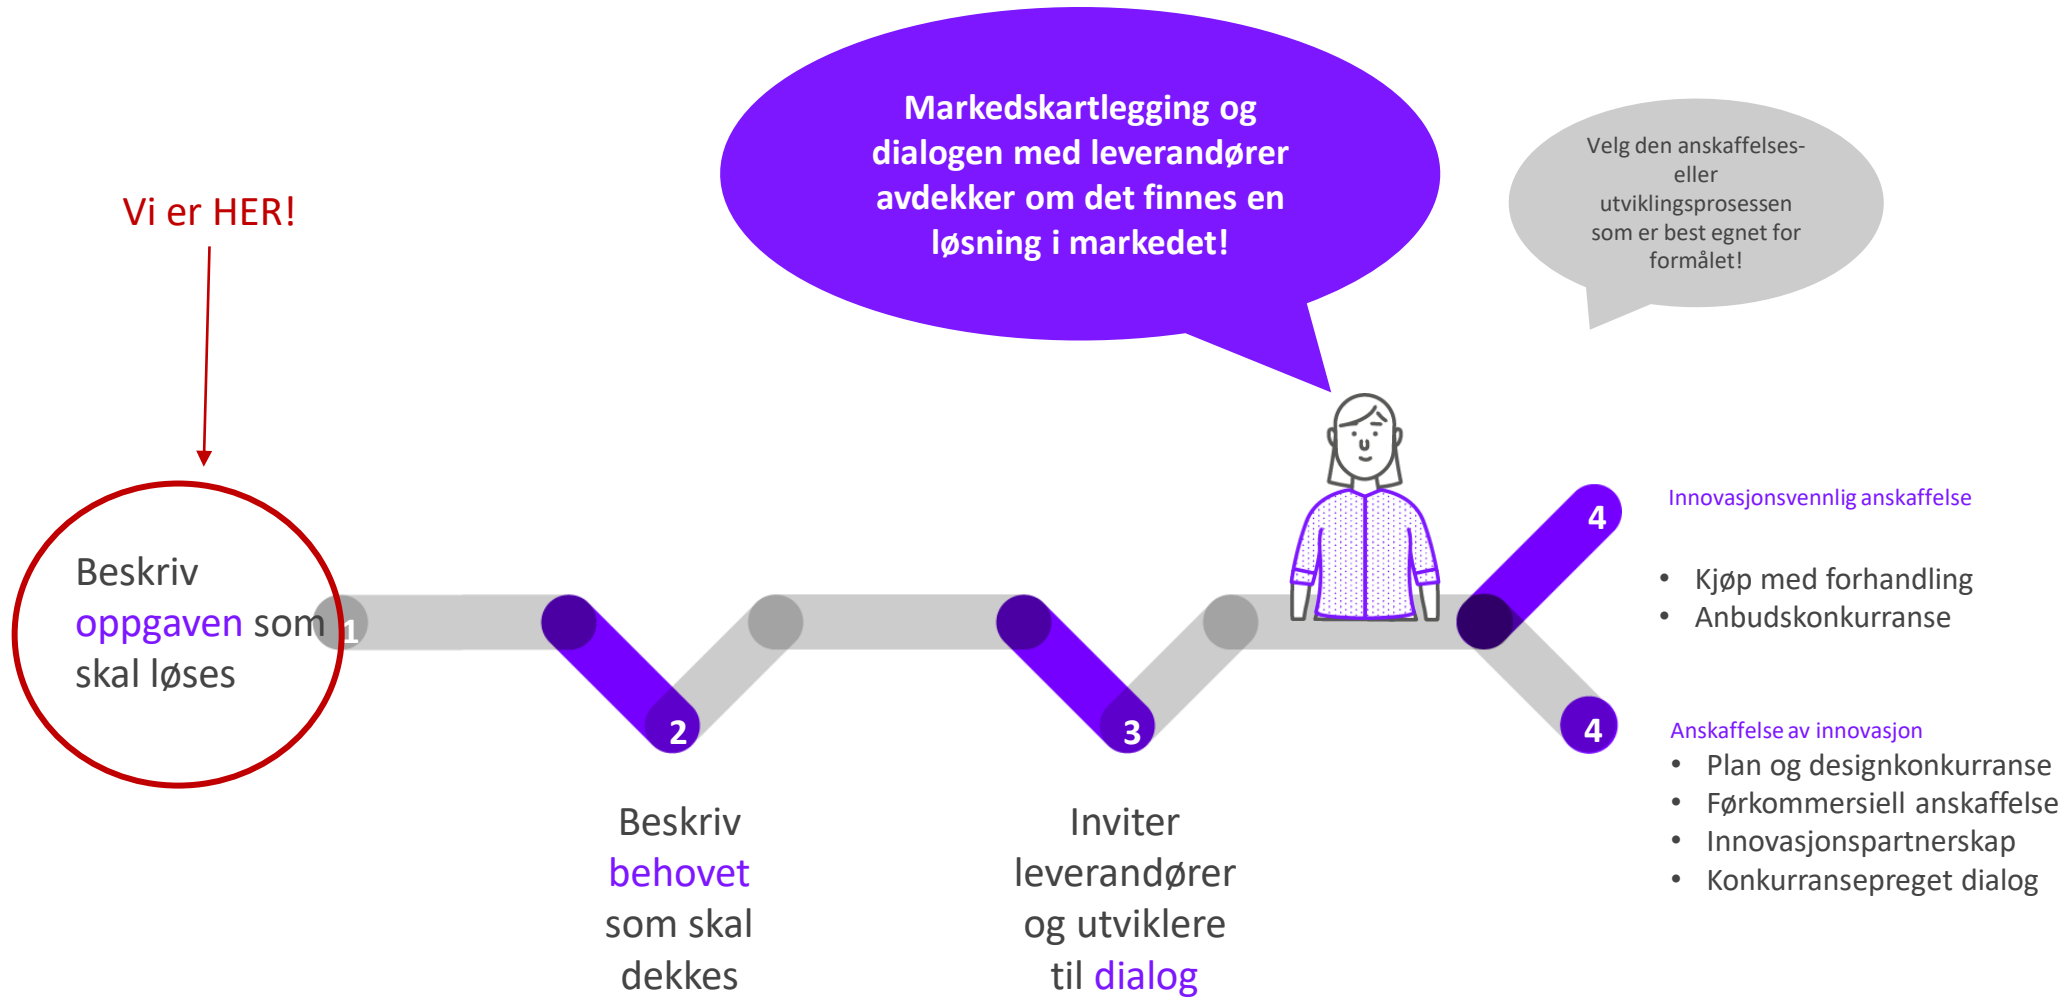 Markedskartlegging og
dialogen med leverandører
avdekker om det finnes en
løsning i markedet!
Velg den anskaffelses-
eller
utviklingsprosessen
som er best egnet for
formålet!
Vi er HER!
Beskriv
oppgaven som
skal løses
1
2
3
4
4
Beskriv
behovet
som skal
dekkes
Inviter
leverandører
og utviklere
til dialog
Innovasjonsvennlig anskaffelse
• Kjøp med forhandling
• Anbudskonkurranse
Anskaffelse av innovasjon
• Plan og designkonkurranse
• Førkommersiell anskaffelse
• Innovasjonspartnerskap
• Konkurransepreget dialog